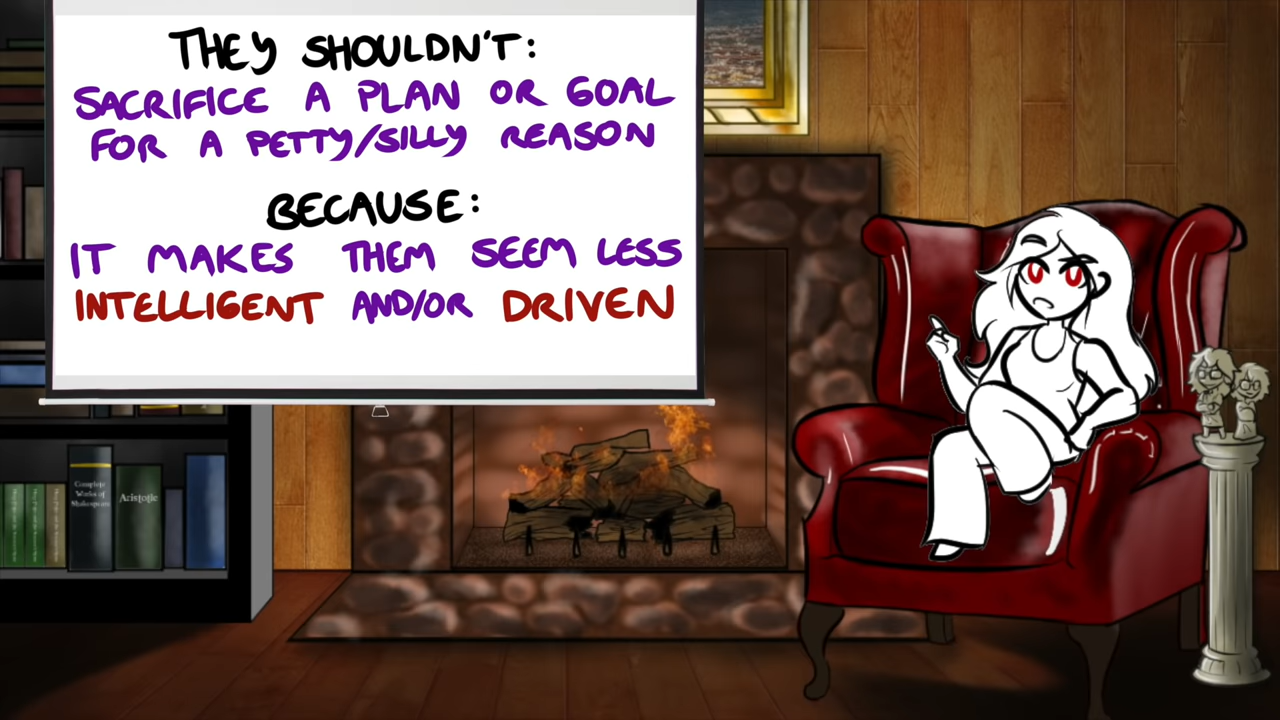 THEY SHOULDN'T:
SACRIFICE A PLAN OR GOAL
FOR A PETTY/SILLY REASON
BECAUSE:
IT MAKES THEM SEEM LESS
INTELLIGENT AND/OR DRIVEN
Complete
Works of
Shakespeare
Aristotle